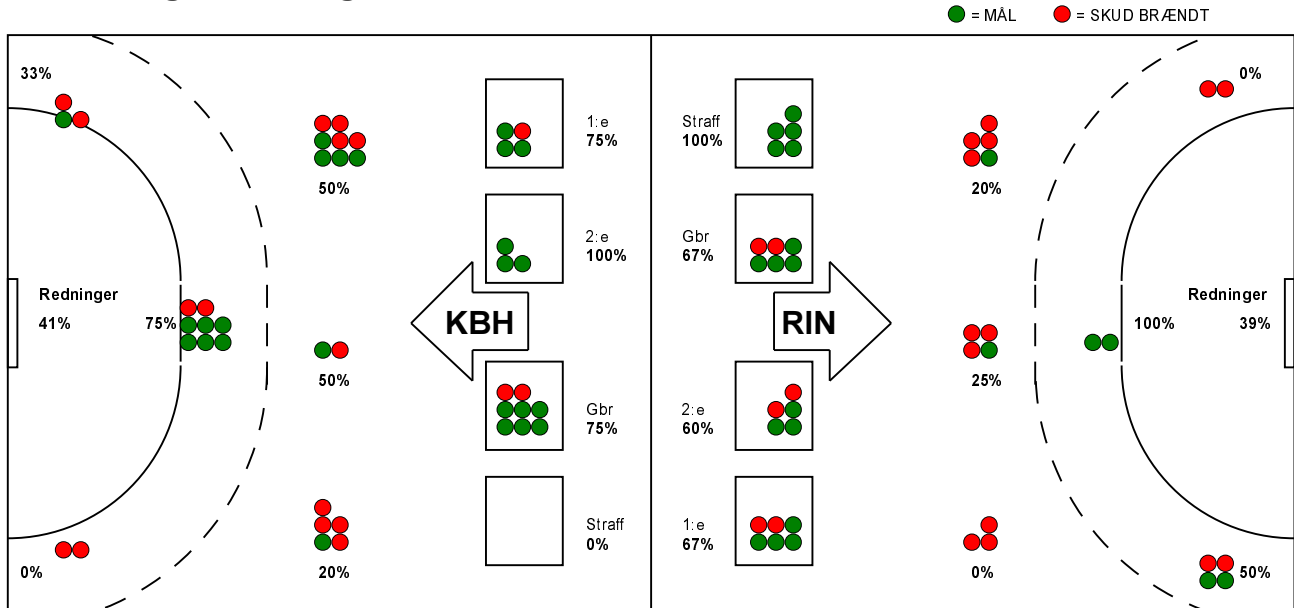 = MÅL = SKUD BRÆNDT
33%
0%
1:e
75%
Straff
100%
50%
20%
2:e
100%
Gbr
67%
Redninger
41%
75%
KBH
RIN
Redninger
39%
100%
50%
25%
Gbr
75%
2:e
60%
Straff
0%
1:e
67%
0%
20%
0%
50%